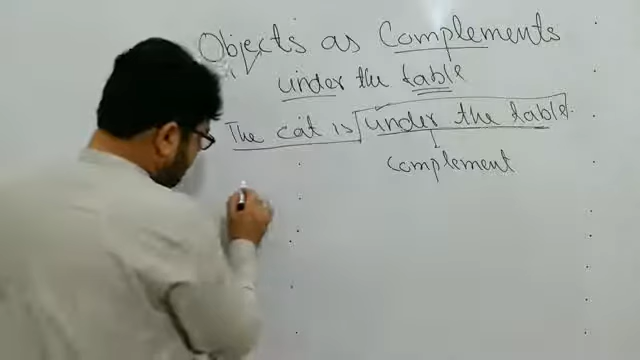 Objects as Complements
under the table
The cat is under the table.
complement